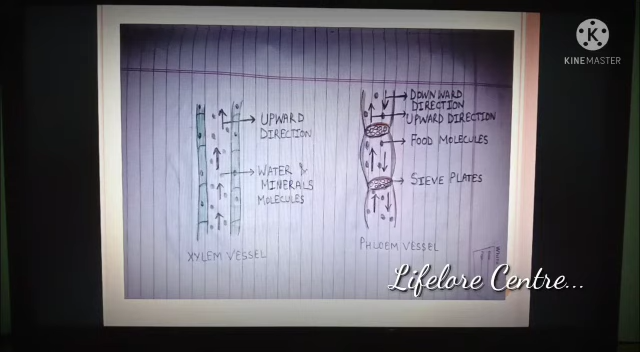 K
KINEMASTER
UPWARD
DIRECTION
WATER &
MINERALS
MOLECULES
XYLEM VESSEL
DOWNWARD
DIRECTION
UPWARD DIRECTION
FOOD MOLECULES
SIEVE PLATES
PHLOEM VESSEL
Lifelore Centre...